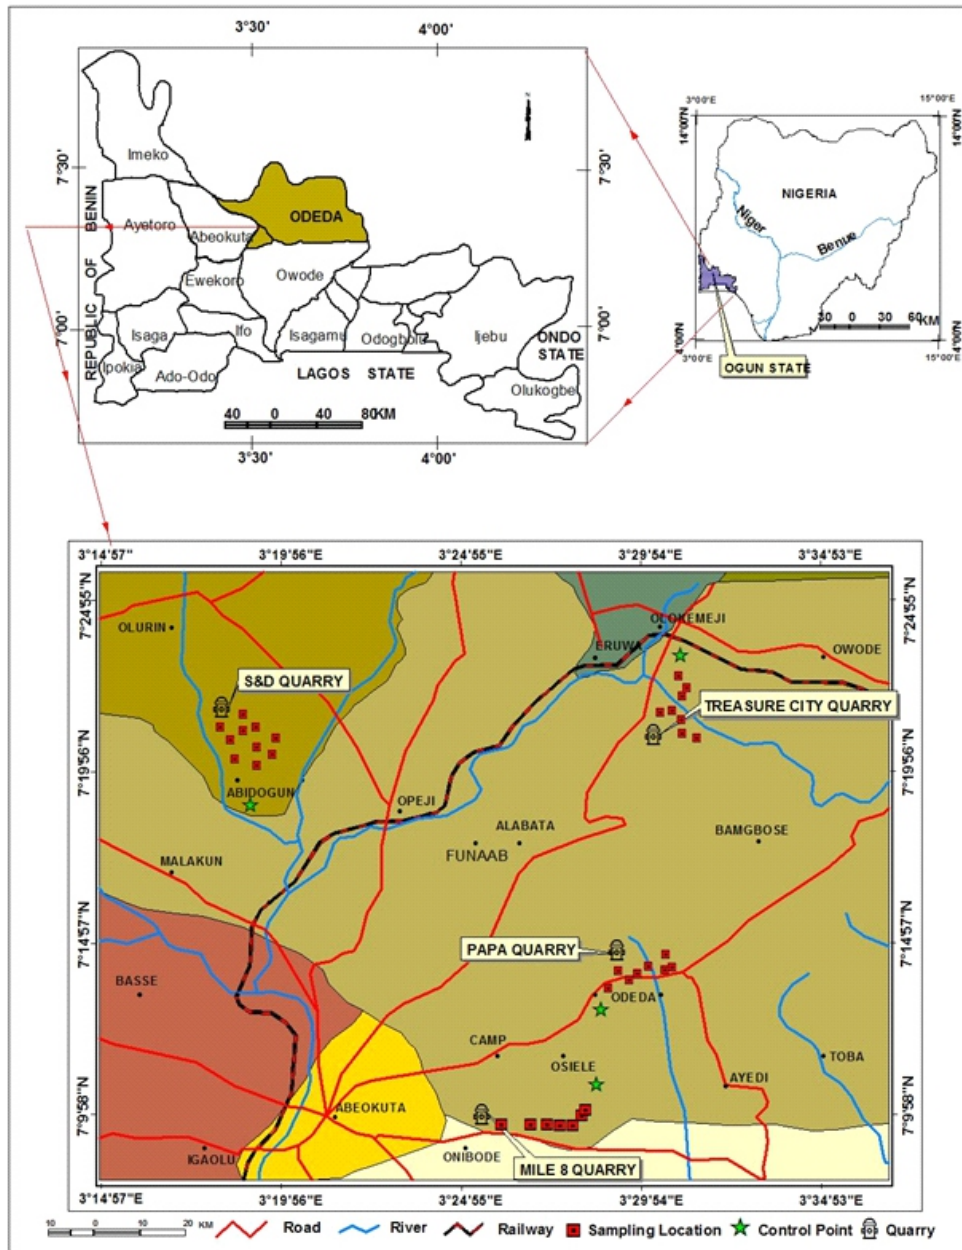 3°30'
4°00'
3°00'E
15°00'E
14°00'N
14°00'N
7°30'
7°30'
Imeko
NIGERIA
ODEDA
REPUBLIC OF BENIN
Ayetoro
Abeokuta
Niger
Benue
Owode
Ewekoro
30 0 30 60 KM
7°00'
7°00'
Isaga
Ifo
Isagamu
Odogbolu
Ijebu
ONDO
STATE
4°00'N
4°00'N
3°00'E
15°00'E
OGUN STATE
Ipokia
Ado-Odo
LAGOS STATE
Olukogbe
40 0 40 80KM
3°30'
4°00'
3°14'57"
3°19'56"E
3°24'55"E
3°29'54"E
3°34'53"E
7°24'55"N
7°24'55"N
OLURIN
OLOKEMEJI
ERUWA
OWODE
S&D QUARRY
TREASURE CITY QUARRY
7°19'56"N
7°19'56"N
ABIDOGUN
OPEJI
ALABATA
BAMGBOSE
FUNAAB
MALAKUN
7°14'57"N
7°14'57"N
PAPA QUARRY
BASSE
ODEDA
CAMP
OSIELE
TOBA
AYEDI
7°9'58"N
7°9'58"N
ABEOKUTA
IGAOLU
ONIBODE
MILE 8 QUARRY
3°14'57"E
3°19'56"E
3°24'55"E
3°29'54"E
3°34'53"E
10 0 10 20 KM
Road
River
Railway
Sampling Location
Control Point
Quarry